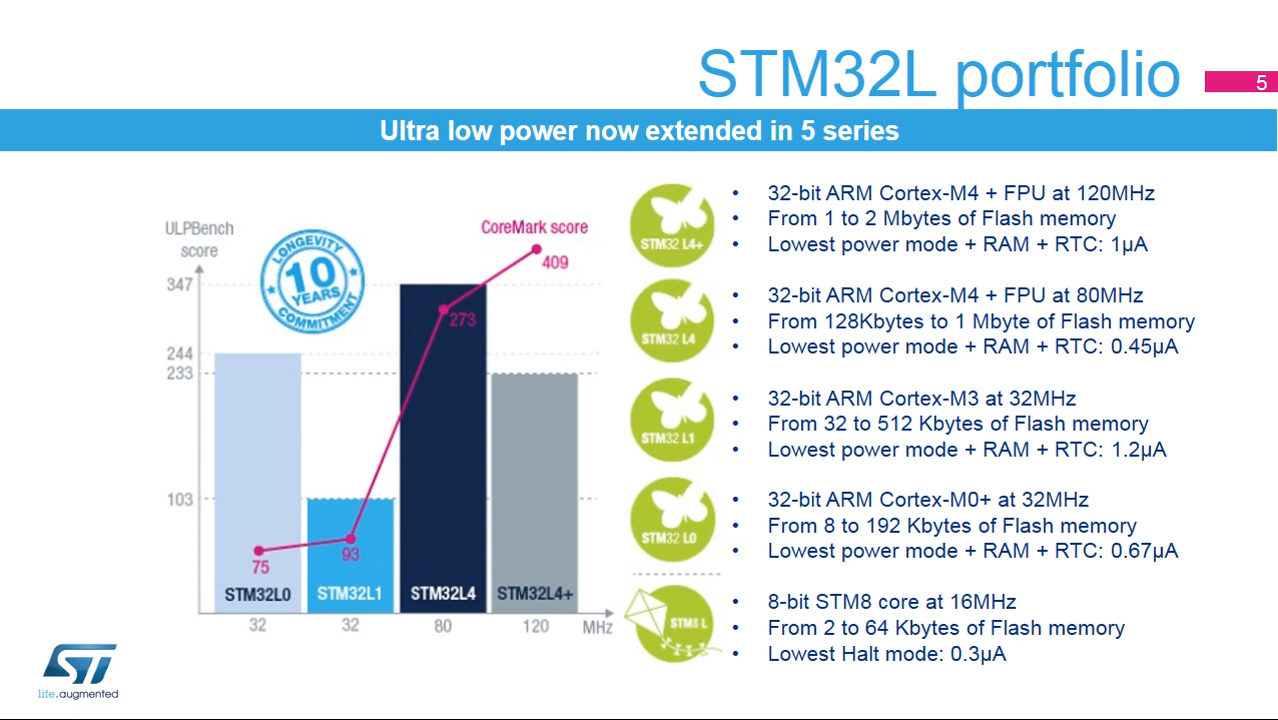 STM32L portfolio
5
Ultra low power now extended in 5 series
ULPBench
score
LONGEVITY
10
YEARS
COMMITMENT
CoreMark score
409
347
273
244
233
103
75
93
STM32L0
STM32L1
STM32L4
STM32L4+
32
32
80
120
MHz
STM32 L4+
• 32-bit ARM Cortex-M4 + FPU at 120MHz
• From 1 to 2 Mbytes of Flash memory
• Lowest power mode + RAM + RTC: 1µA
STM32 L4
• 32-bit ARM Cortex-M4 + FPU at 80MHz
• From 128Kbytes to 1 Mbyte of Flash memory
• Lowest power mode + RAM + RTC: 0.45µA
STM32 L1
• 32-bit ARM Cortex-M3 at 32MHz
• From 32 to 512 Kbytes of Flash memory
• Lowest power mode + RAM + RTC: 1.2µA
STM32 L0
• 32-bit ARM Cortex-M0+ at 32MHz
• From 8 to 192 Kbytes of Flash memory
• Lowest power mode + RAM + RTC: 0.67µA
STM8 L
• 8-bit STM8 core at 16MHz
• From 2 to 64 Kbytes of Flash memory
• Lowest Halt mode: 0.3µA
ST
life.augmented